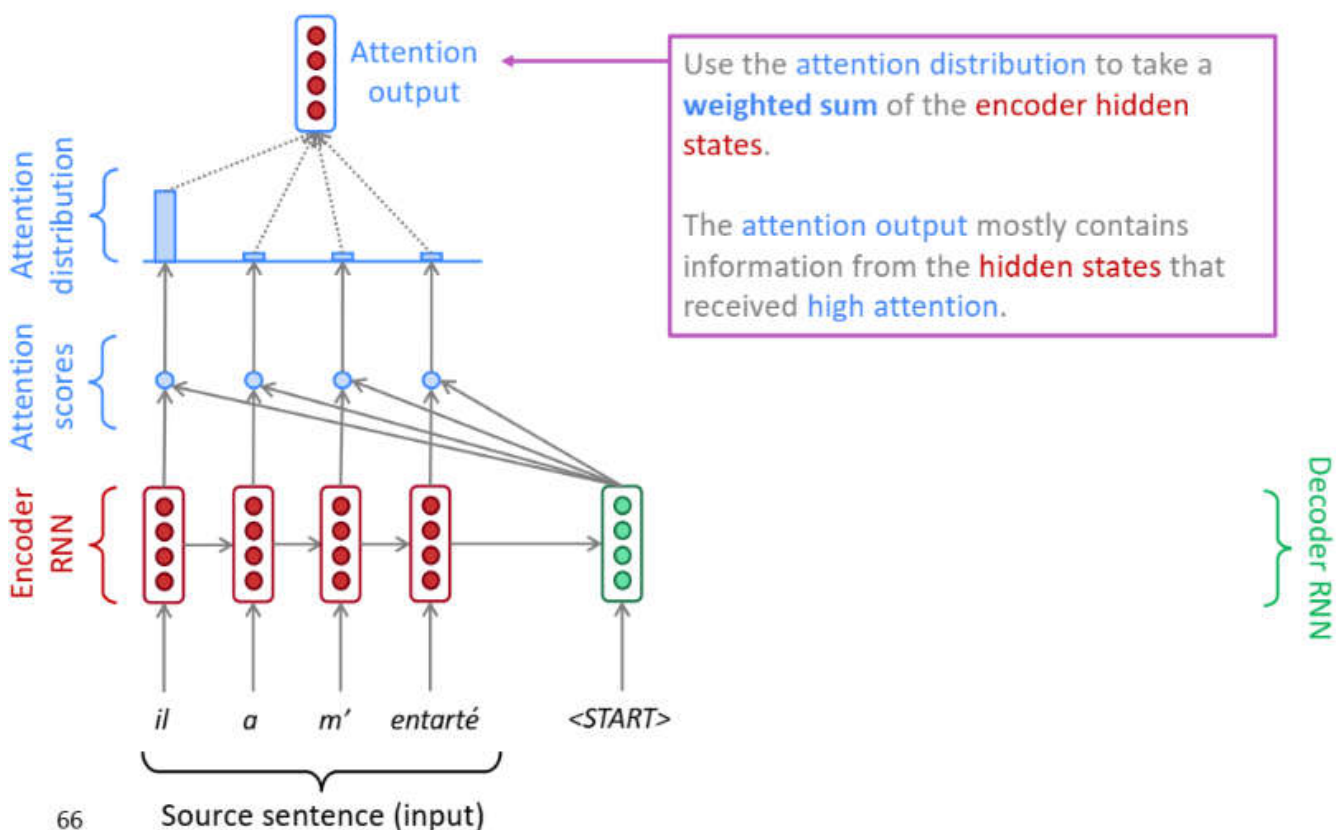 Attention
output
Use the attention distribution to take a
weighted sum of the encoder hidden
states.
The attention output mostly contains
information from the hidden states that
received high attention.
Attention
distribution
Attention
scores
Encoder
RNN
Decoder RNN
il a m' entarté <START>
Source sentence (input)
66